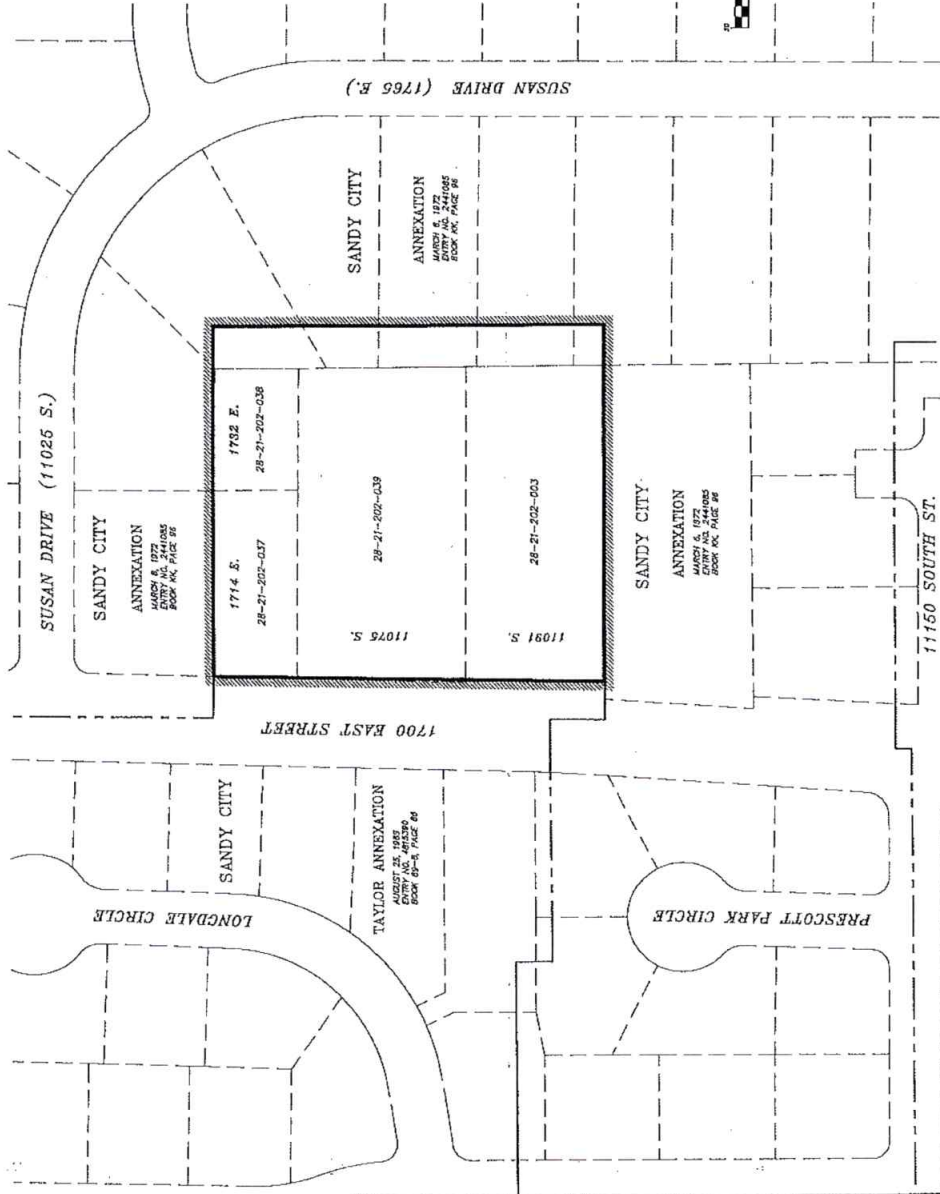 SUSAN DRIVE (1765 E.)
SUSAN DRIVE (11025 S.)
SANDY CITY
ANNEXATION
MARCH 6, 1972
ENTRY NO. 2441085
BOOK KK, PAGE 96
SANDY CITY
ANNEXATION
MARCH 6, 1972
ENTRY NO. 2441085
BOOK KK, PAGE 96
1732 E.
28-21-202-038
1714 E.
28-21-202-037
28-21-202-039
11075 S.
28-21-202-003
11091 S.
SANDY CITY
ANNEXATION
MARCH 6, 1972
ENTRY NO. 2441085
BOOK KK, PAGE 96
1700 EAST STREET
SANDY CITY
TAYLOR ANNEXATION
ENTRY NO. 4815390
LONGDALE CIRCLE
PRESCOTT PARK CIRCLE
11150 SOUTH ST.